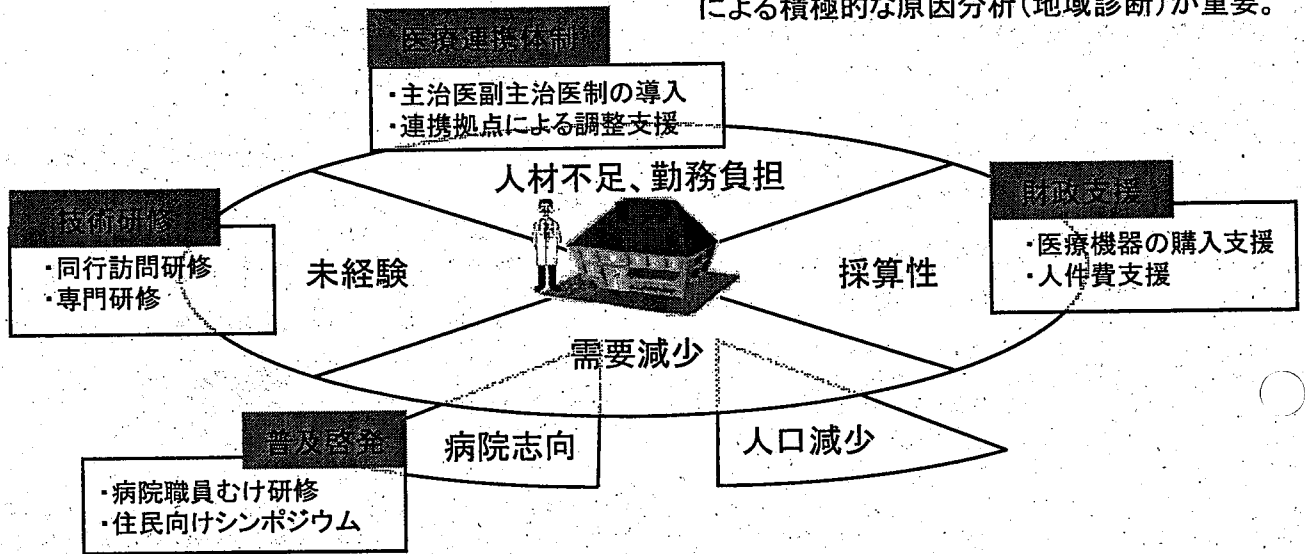 による積極的な原因分析(地域診断)が重要。
医療連携体制
・主治医副主治医制の導入
・連携拠点による調整支援
人材不足、勤務負担
技術研修
・同行訪問研修
・専門研修
未経験
採算性
財政支援
・医療機器の購入支援
・人件費支援
需要減少
普及啓発
・病院職員むけ研修
・住民向けシンポジウム
病院志向
人口減少